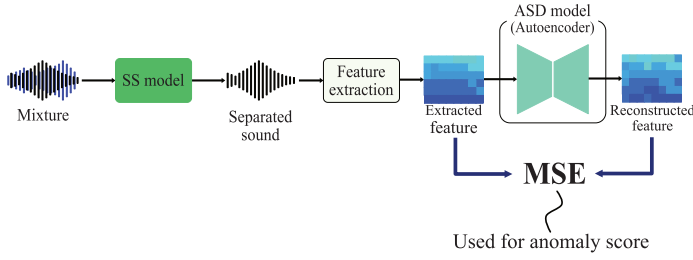 ASD model
(Autoencoder)
SS model
Feature
extraction
Mixture
Separated
sound
Extracted
feature
Reconstructed
feature
MSE
Used for anomaly score